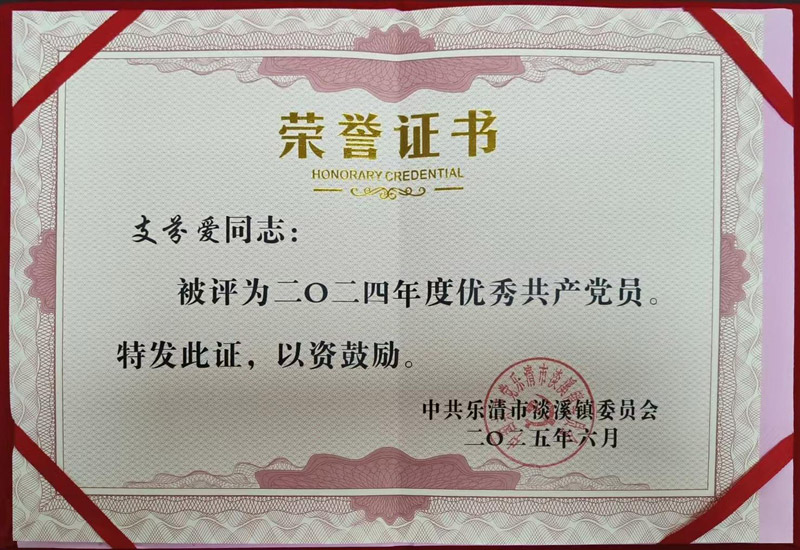 荣誉证书
HONORARY CREDENTIAL
支芬爱同志:
被评为二〇二四年度优秀共产党员。
特发此证,以资鼓励。
中共乐清市淡溪镇委员会
二〇二五年六月